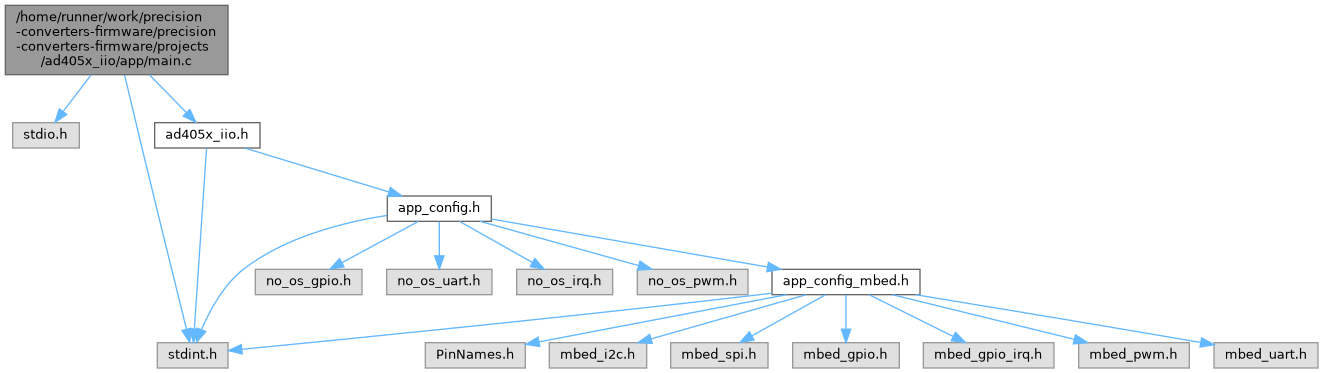 /home/runner/work/precision
-converters-firmware/precision
-converters-firmware/projects
/ad405x_iio/app/main.c
stdio.h
ad405x_iio.h
app_config.h
no_os_gpio.h
no_os_uart.h
no_os_irq.h
no_os_pwm.h
app_config_mbed.h
stdint.h
PinNames.h
mbed_i2c.h
mbed_spi.h
mbed_gpio.h
mbed_gpio_irq.h
mbed_pwm.h
mbed_uart.h